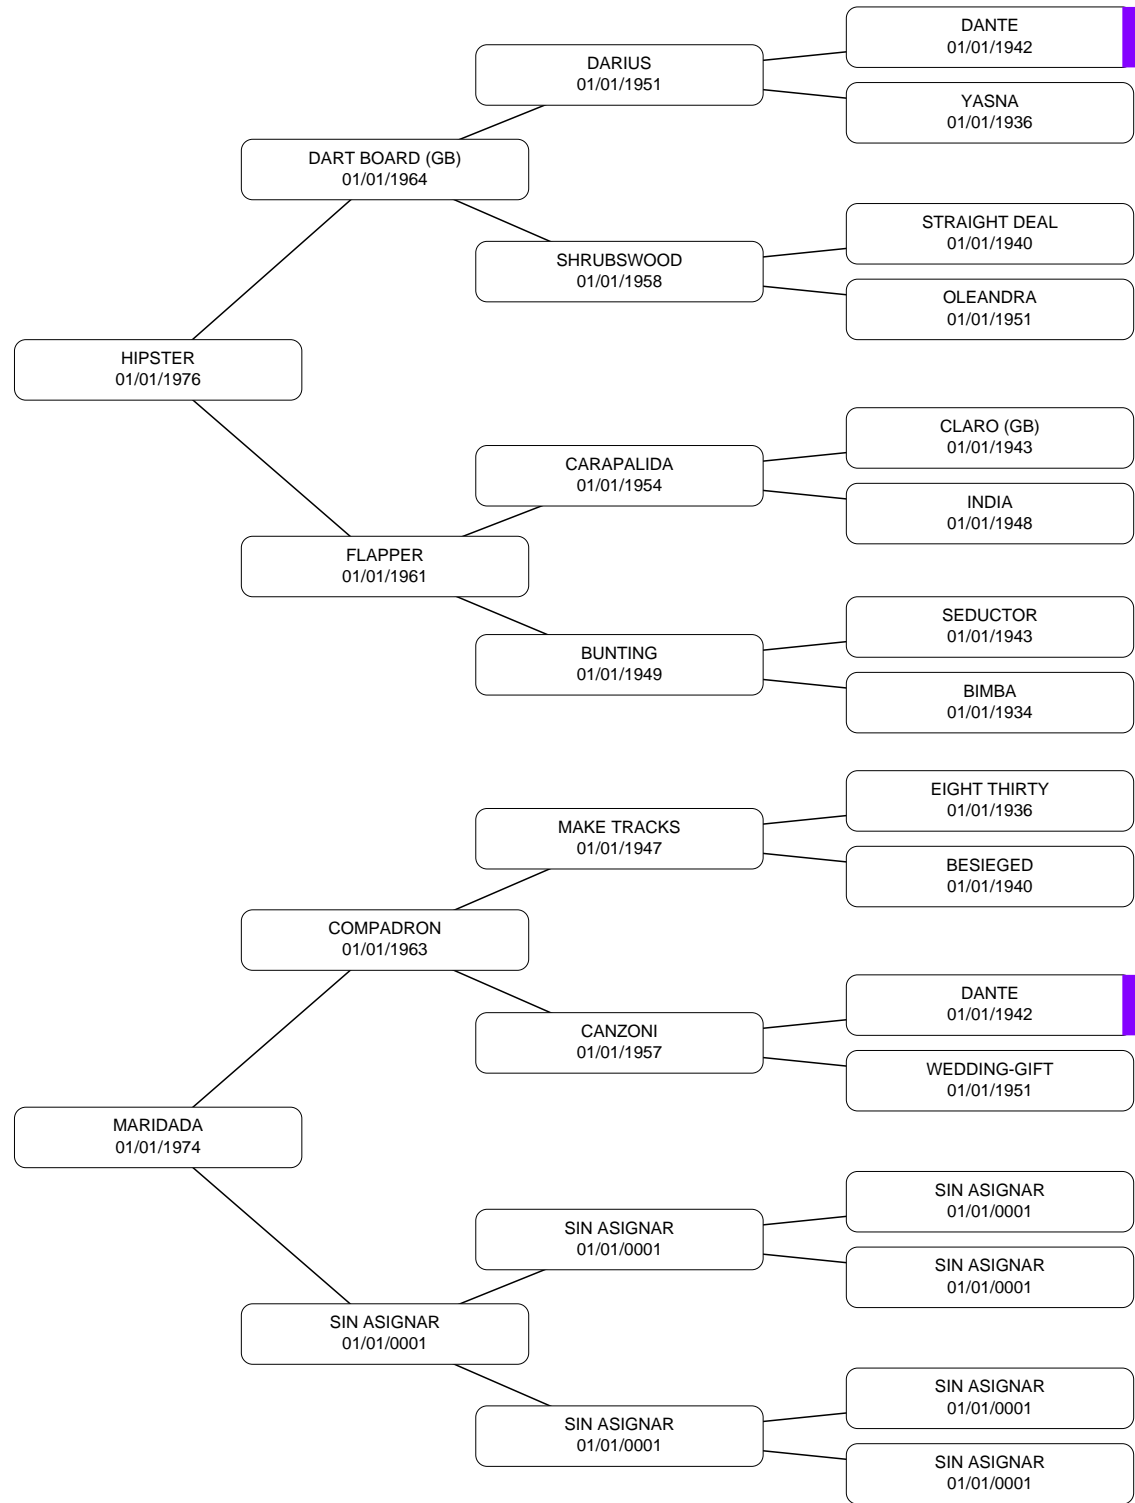 DANTE
01/01/1942
DARIUS
01/01/1951
YASNA
01/01/1936
DART BOARD (GB)
01/01/1964
STRAIGHT DEAL
01/01/1940
SHRUBSWOOD
01/01/1958
OLEANDRA
01/01/1951
HIPSTER
01/01/1976
CLARO (GB)
01/01/1943
CARAPALIDA
01/01/1954
INDIA
01/01/1948
FLAPPER
01/01/1961
SEDUCTOR
01/01/1943
BUNTING
01/01/1949
BIMBA
01/01/1934
EIGHT THIRTY
01/01/1936
MAKE TRACKS
01/01/1947
BESIEGED
01/01/1940
COMPADRON
01/01/1963
DANTE
01/01/1942
CANZONI
01/01/1957
WEDDING-GIFT
01/01/1951
MARIDADA
01/01/1974
SIN ASIGNAR
01/01/0001
SIN ASIGNAR
01/01/0001
SIN ASIGNAR
01/01/0001
SIN ASIGNAR
01/01/0001
SIN ASIGNAR
01/01/0001
SIN ASIGNAR
01/01/0001
SIN ASIGNAR
01/01/0001